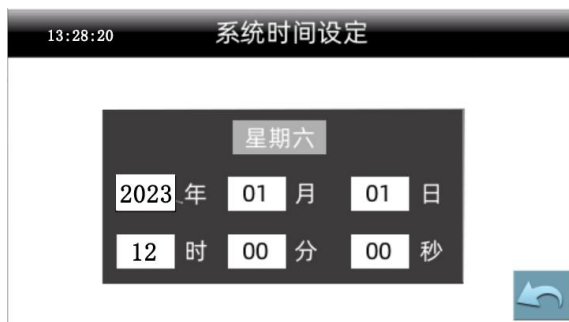 13:28:20 系统时间设定
星期六
2023 年 01 月 01 日
12 时 00 分 00 秒